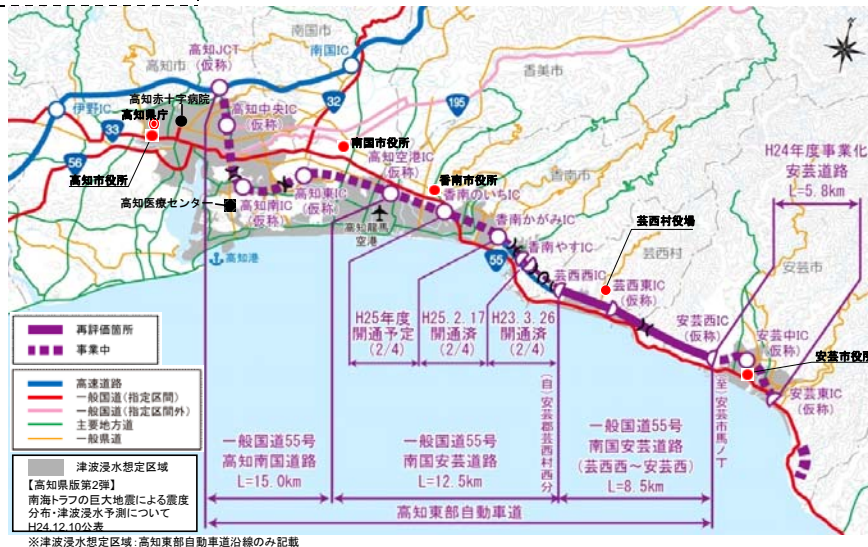 高知JCT
(仮称)
南国市
南国IC
高知市
香美市
伊野IC
高知赤十字病院
高知県庁
高知中央IC
(仮称)
32
195
33
56
高知市役所
南国市役所
高知空港IC
(仮称)
香南市役所
香南のいちIC
香南市
高知医療センター
高知南IC
(仮称)
高知東IC
(仮称)
高知龍馬
空港
香南かがみIC
香南やすIC
高知港
55
芸西西IC
芸西村役場
芸西村
芸西東IC
(仮称)
H24年度事業化
安芸道路
L=5.8km
安芸市
安芸西IC
(仮称)
安芸中IC
(仮称)
安芸市役所
安芸東IC
(仮称)
H25年度
開通予定
(2/4)
H25.2.17
開通済
(2/4)
H23.3.26
開通済
(2/4)
(自)安芸郡芸西村西分
(至)安芸市馬ノ丁
再評価箇所
事業中
高速道路
一般国道(指定区間)
一般国道(指定区間外)
主要地方道
一般県道
津波浸水想定区域
【高知県版第2弾】
南海トラフの巨大地震による震度
分布・津波浸水予測について
H24.12.10公表
一般国道55号
高知南国道路
L=15.0km
一般国道55号
南国安芸道路
L=12.5km
一般国道55号
南国安芸道路
(芸西西~安芸西)
L=8.5km
高知東部自動車道
※津波浸水想定区域:高知東部自動車道沿線のみ記載